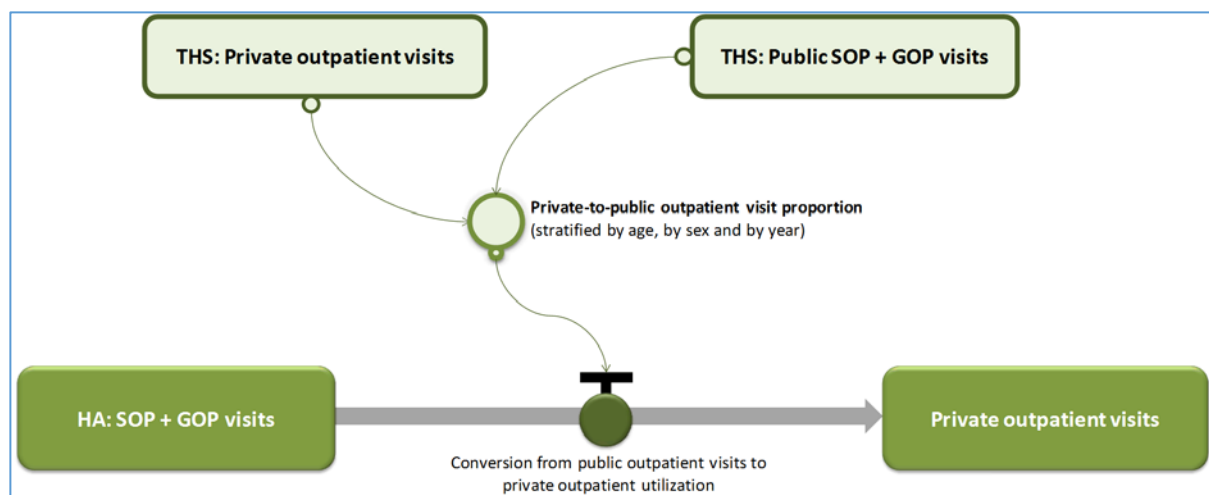 THS: Private outpatient visits
THS: Public SOP + GOP visits
Private-to-public outpatient visit proportion
(stratified by age, by sex and by year)
HA: SOP + GOP visits
Private outpatient visits
Conversion from public outpatient visits to
private outpatient utilization